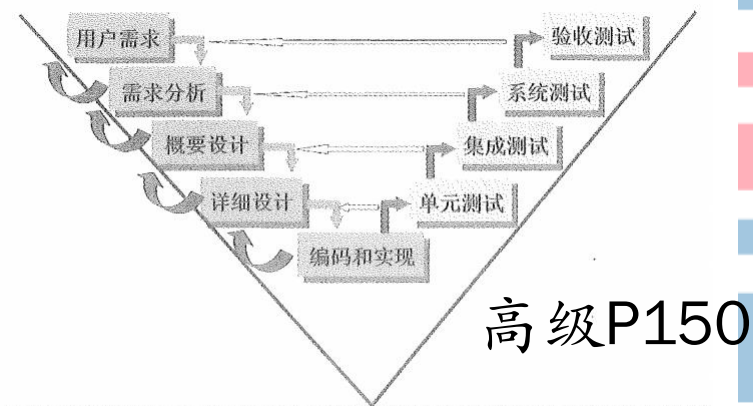 用户需求
验收测试
需求分析
系统测试
概要设计
集成测试
详细设计
单元测试
编码和实现
高级P150